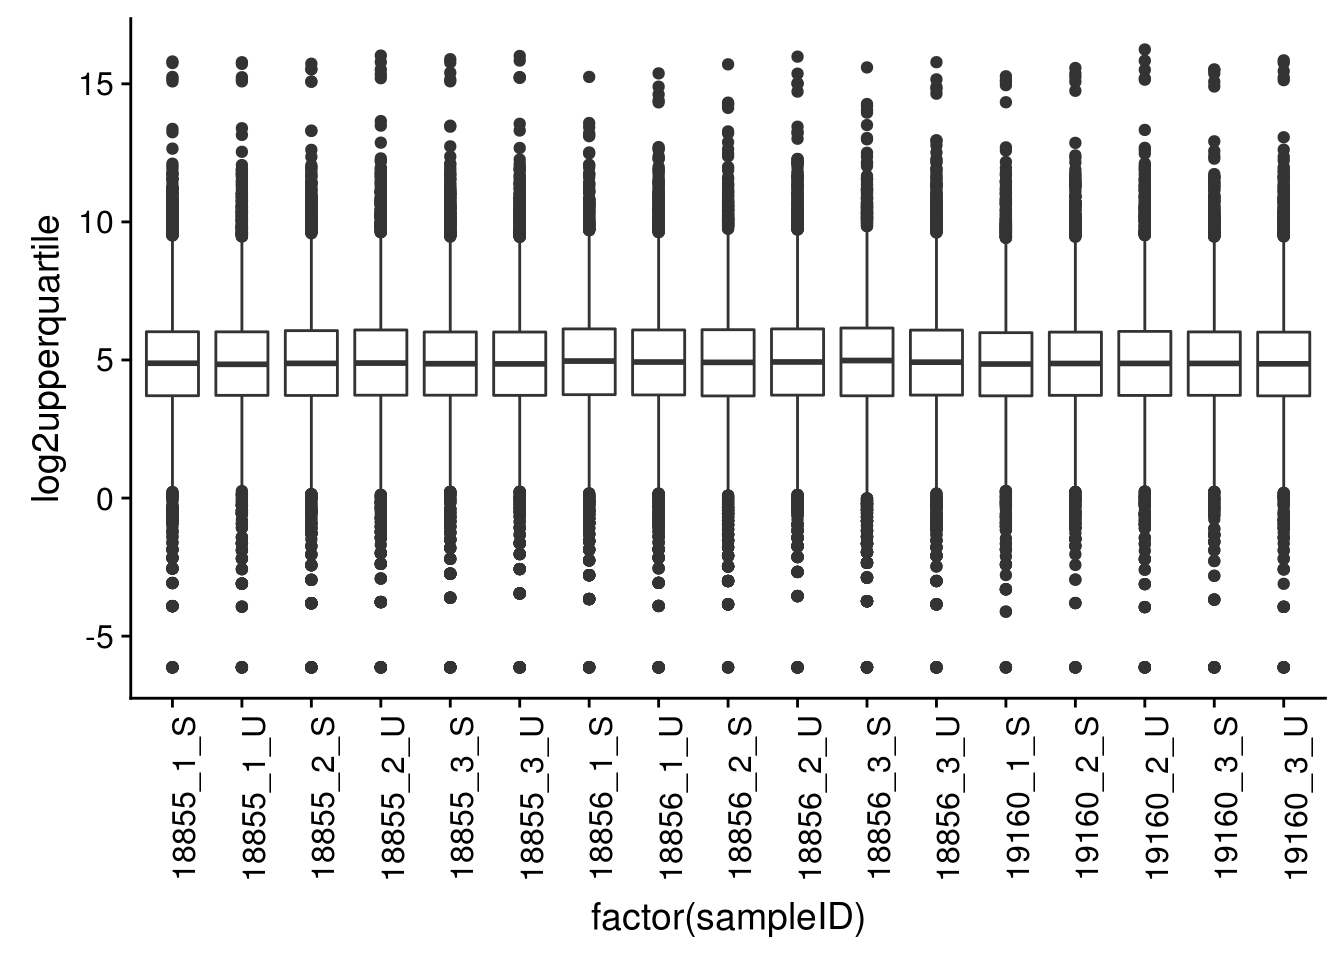 log2upperquartile
15
10
5
0
-5
18855_1_S
18855_1_U
18855_2_S
18855_2_U
18855_3_S
18855_3_U
18856_1_S
18856_1_U
18856_2_S
18856_2_U
18856_3_S
18856_3_U
19160_1_S
19160_2_S
19160_2_U
19160_3_S
19160_3_U
factor(sampleID)